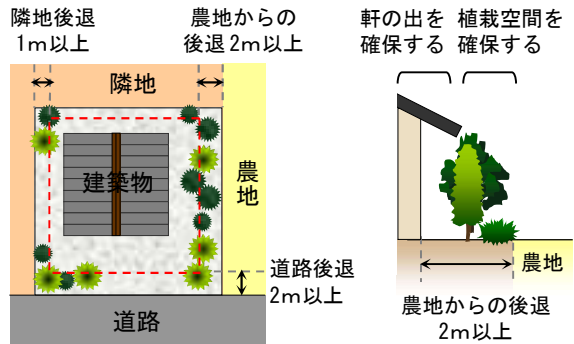 隣地後退
1m以上
農地からの
後退2m以上
隣地
建築物
農地
道路後退
2m以上
道路
軒の出を
確保する
植栽空間を
確保する
農地
農地からの後退
2m以上